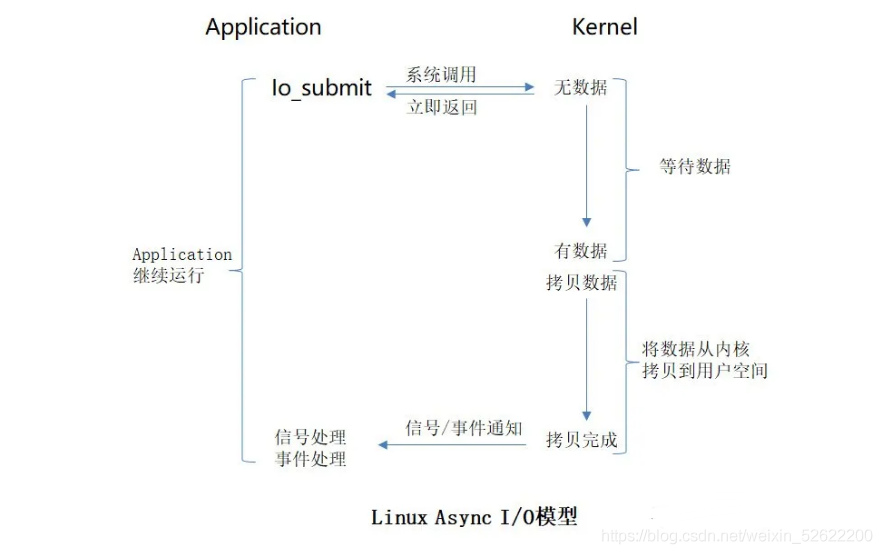 Application
Kernel
Io_submit
系统调用
立即返回
无数据
等待数据
有数据
Application
继续运行
拷贝数据
将数据从内核
拷贝到用户空间
信号处理
事件处理
信号/事件通知
拷贝完成
Linux Async I/O模型
https://blog.csdn.net/weixin_52622200